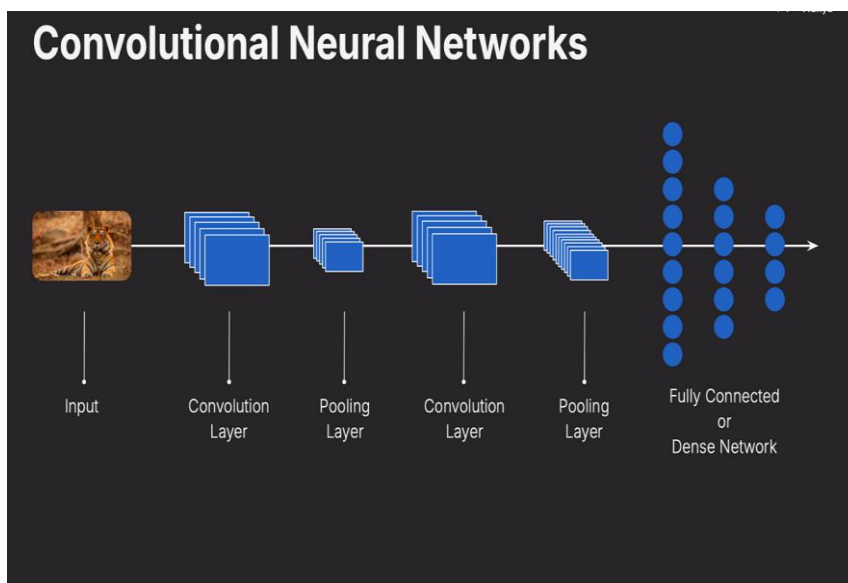 Convolutional Neural Networks
Input
Convolution
Layer
Pooling
Layer
Convolution
Layer
Pooling
Layer
Fully Connected
or
Dense Network